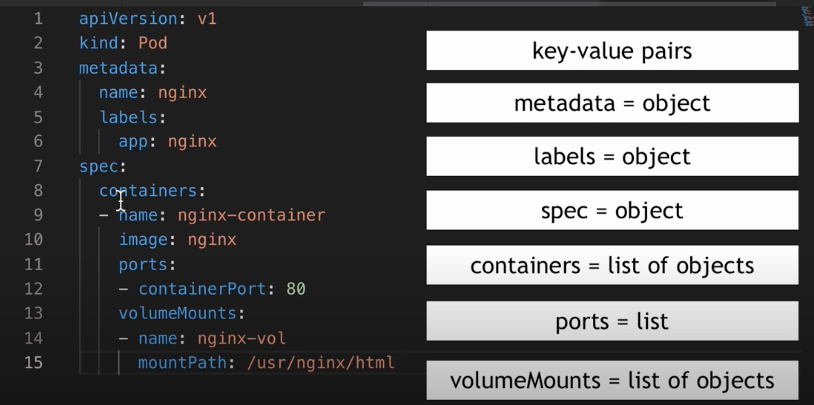 1 apiVersion: v1
2 kind: Pod
3 metadata:
4   name: nginx
5   labels:
6     app: nginx
7 spec:
8   containers:
9   - name: nginx-container
10     image: nginx
11     ports:
12     - containerPort: 80
13     volumeMounts:
14     - name: nginx-vol
15       mountPath: /usr/nginx/html
key-value pairs
metadata = object
labels = object
spec = object
containers = list of objects
ports = list
volumeMounts = list of objects